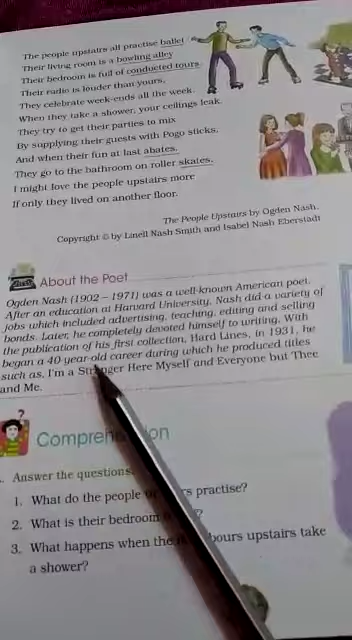 The people upstairs all practise ballet
Their living room is a bowling alley
Their bedroom is full of conducted tours.
Their radio is louder than yours,
They celebrate week-ends all the week.
When they take a shower, your ceilings leak.
They try to get their parties to mix
By supplying their guests with Pogo sticks,
And when their fun at last abates,
They go to the bathroom on roller skates.
I might love the people upstairs more
If only they lived on another floor.
The People Upstairs by Ogden Nash.
Copyright © by Linell Nash Smith and Isabel Nash Eberstadt
About the Poet
Ogden Nash (1902 – 1971) was a well-known American poet.
After an education at Harvard University, Nash did a variety of
jobs which included advertising, teaching, editing and selling
bonds. Later, he completely devoted himself to writing. With
the publication of his first collection, Hard Lines, in 1931, he
began a 40-year-old career during which he produced titles
such as, I'm a Stranger Here Myself and Everyone but Thee
and Me.
?
Answer the questions.
1. What do the people practise?
2. What is their bedroom ?
3. What happens when the upstairs take
a shower?